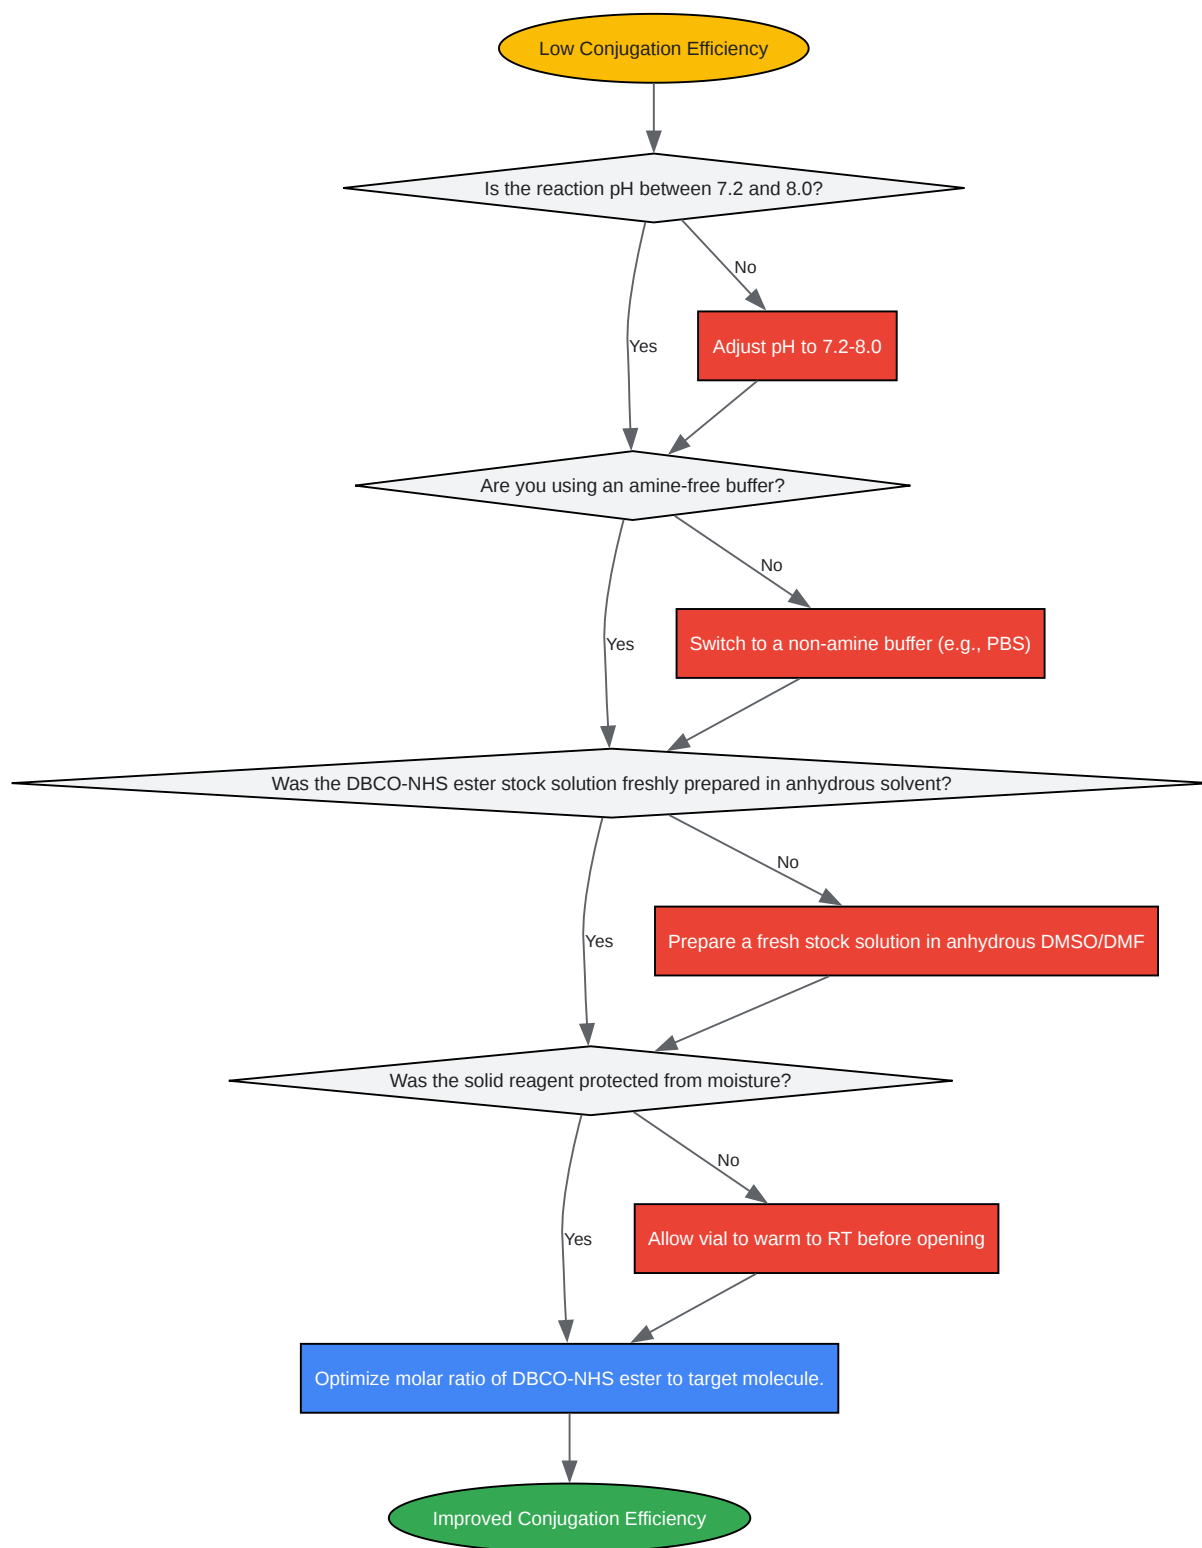 Low Conjugation Efficiency
Is the reaction pH between 7.2 and 8.0?
No
Adjust pH to 7.2-8.0
Yes
Are you using an amine-free buffer?
No
Switch to a non-amine buffer (e.g., PBS)
Yes
Was the DBCO-NHS ester stock solution freshly prepared in anhydrous solvent?
No
Prepare a fresh stock solution in anhydrous DMSO/DMF
Yes
Was the solid reagent protected from moisture?
No
Allow vial to warm to RT before opening
Yes
Optimize molar ratio of DBCO-NHS ester to target molecule.
Improved Conjugation Efficiency